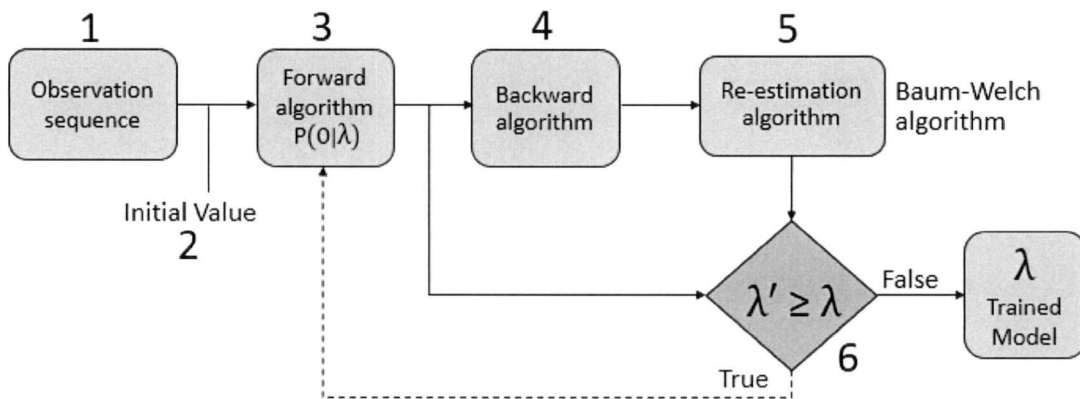 1
Observation
sequence
Initial Value
2
3
Forward
algorithm
P(0|λ)
4
Backward
algorithm
5
Re-estimation
algorithm
Baum-Welch
algorithm
λ′ ≥ λ
6
True
False
λ
Trained
Model